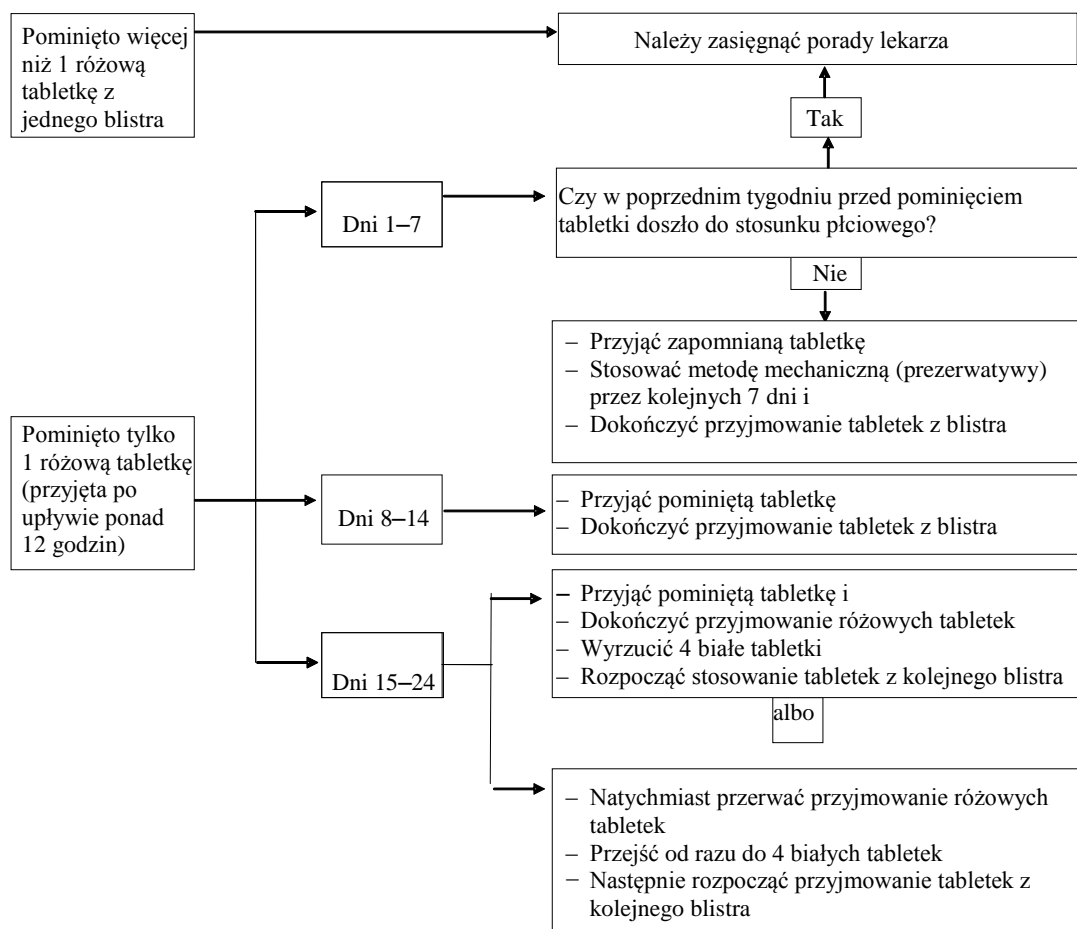 Pominięto więcej
niż 1 różową
tabletkę z
jednego blistra
Należy zasięgnąć porady lekarza
Tak
Czy w poprzednim tygodniu przed pominięciem
tabletki doszło do stosunku płciowego?
Dni 1–7
Nie
– Przyjąć zapomnianą tabletkę
– Stosować metodę mechaniczną (prezerwatywy)
przez kolejnych 7 dni i
– Dokończyć przyjmowanie tabletek z blistra
Pominięto tylko
1 różową tabletkę
(przyjęta po
upływie ponad
12 godzin)
Dni 8–14
– Przyjąć pominiętą tabletkę
– Dokończyć przyjmowanie tabletek z blistra
Dni 15–24
– Przyjąć pominiętą tabletkę i
– Dokończyć przyjmowanie różowych tabletek
– Wyrzucić 4 białe tabletki
– Rozpocząć stosowanie tabletek z kolejnego blistra
albo
– Natychmiast przerwać przyjmowanie różowych
tabletek
– Przejść od razu do 4 białych tabletek
– Następnie rozpocząć przyjmowanie tabletek z
kolejnego blistra